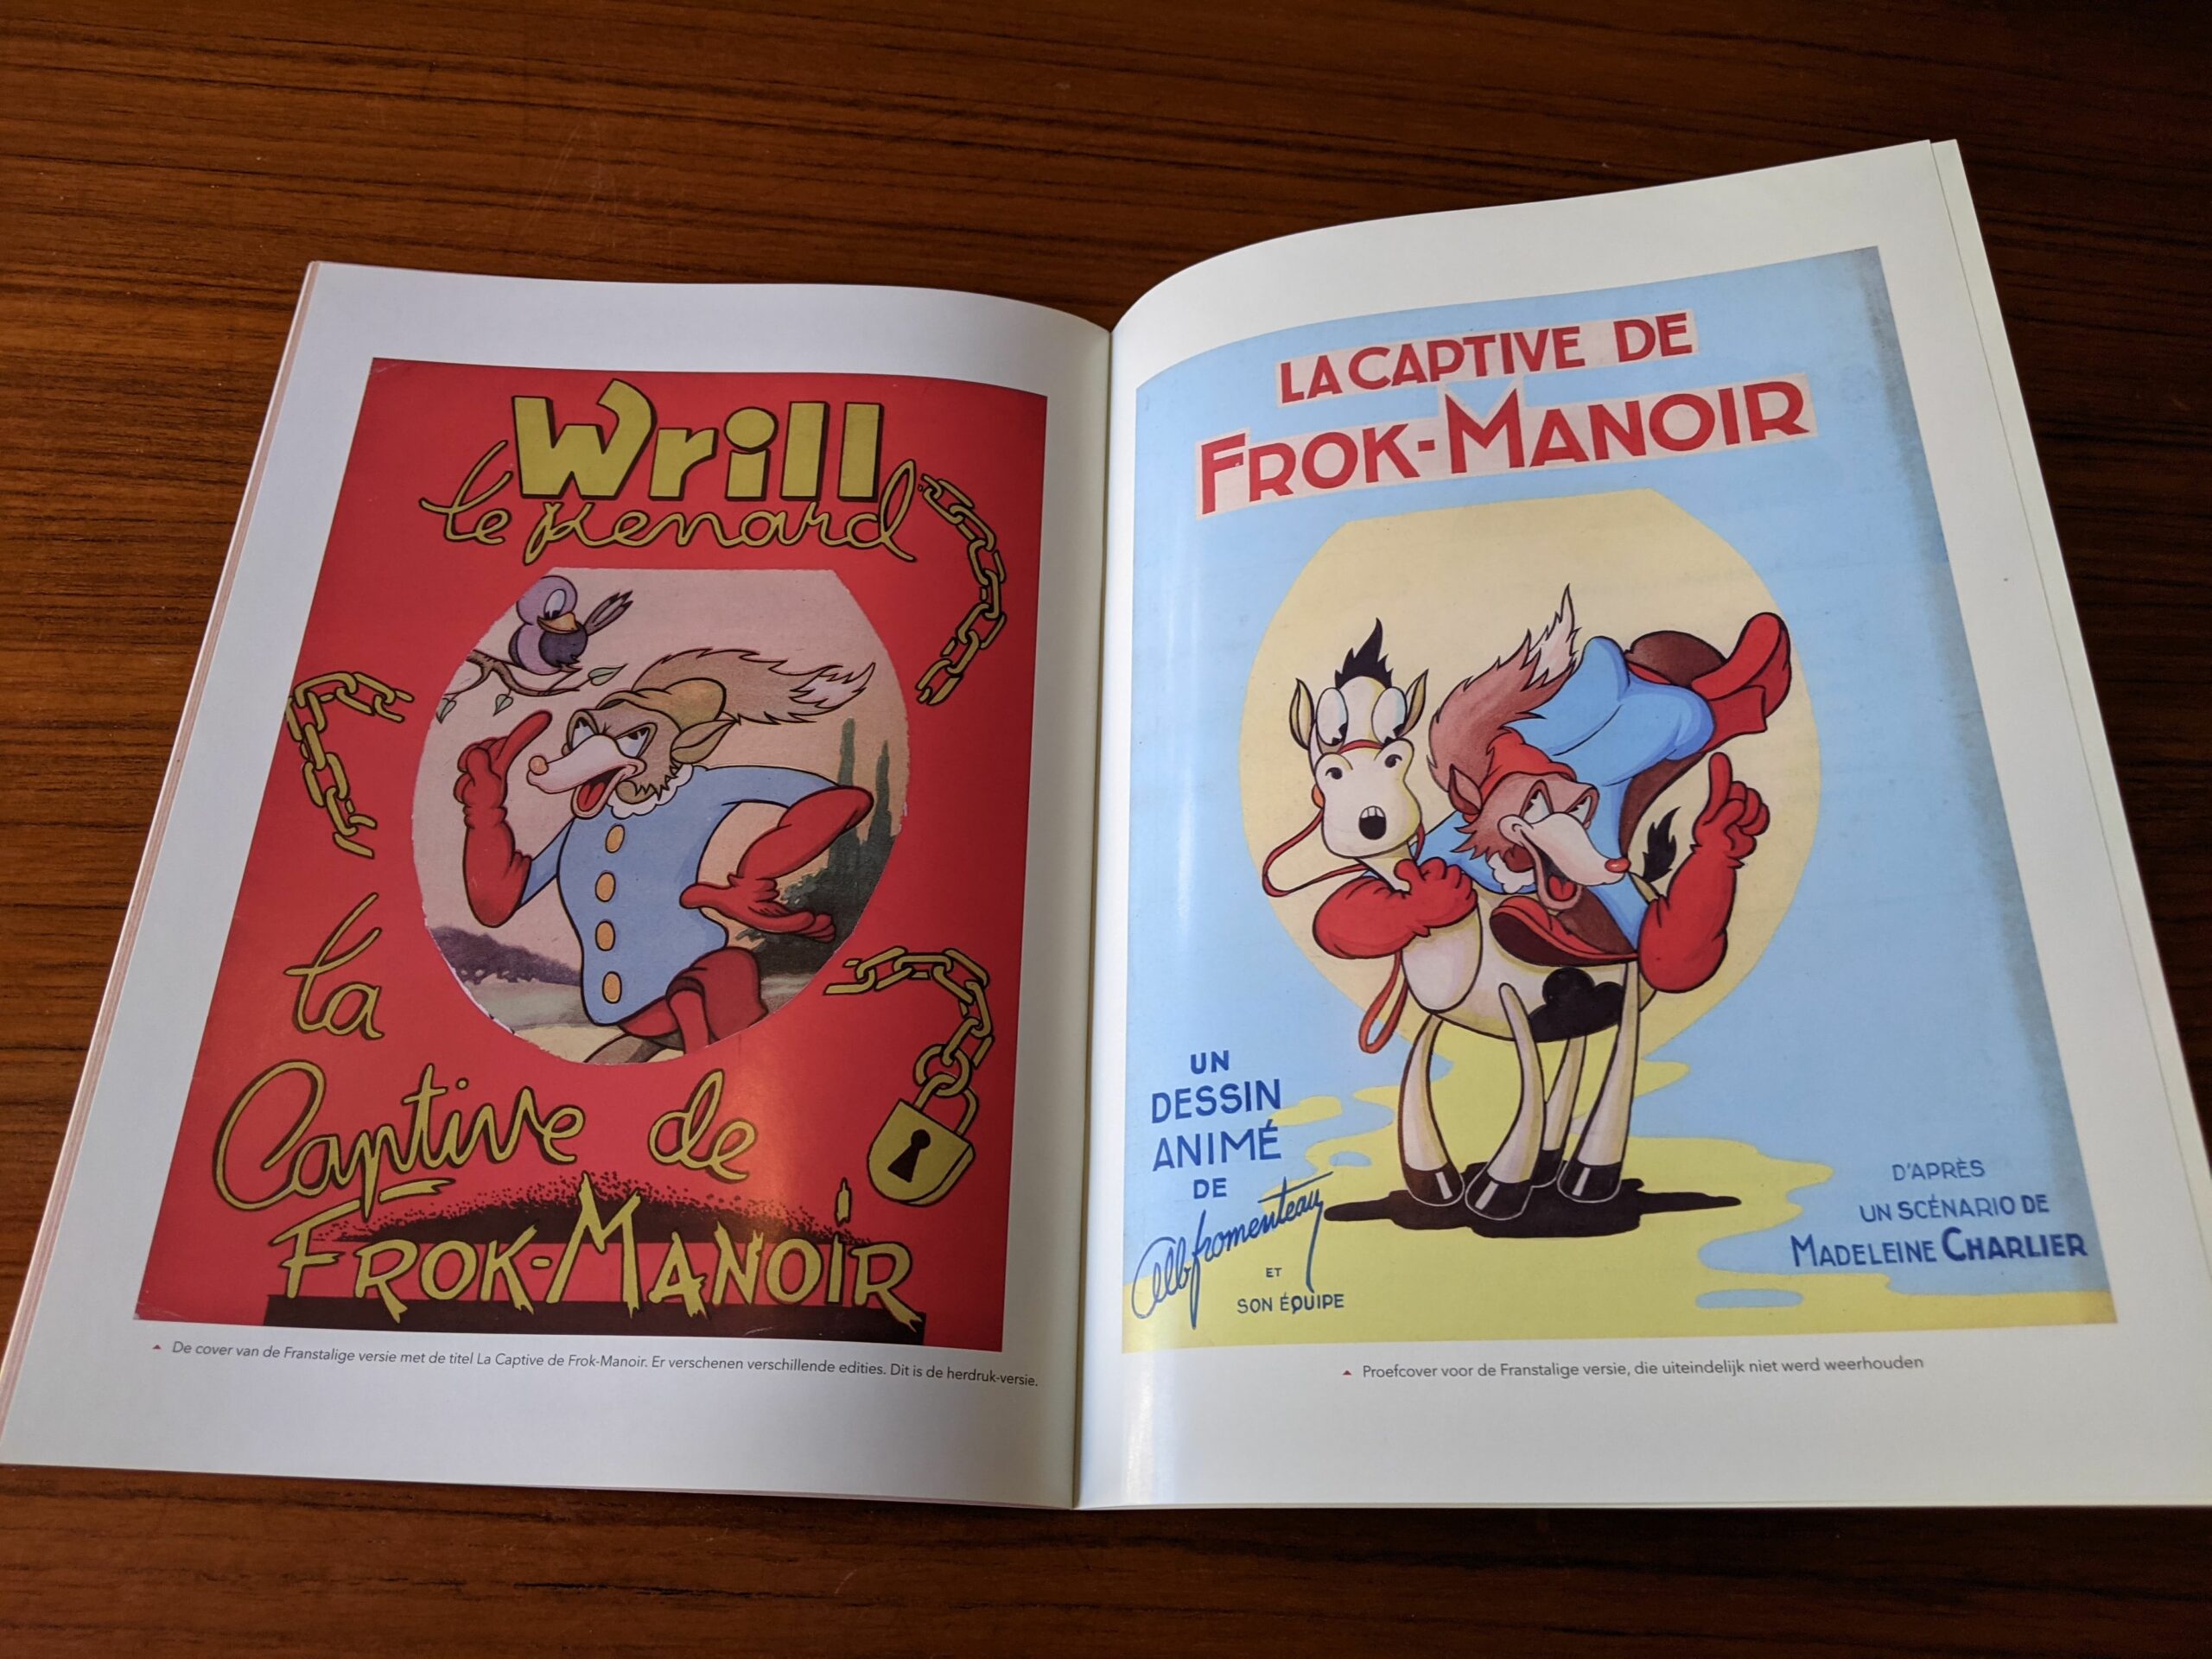 Wrill
le Renard
la
Captive de
FROK-MANOIR
De cover van de Franstalige versie met de titel La Captive de Frok-Manoir. Er verschenen verschillende edities. Dit is de herdruk-versie.
LA CAPTIVE DE
FROK-MANOIR
UN
DESSIN
ANIMÉ
DE
Albfromenteau
ET
SON ÉQUIPE
D'APRÈS
UN SCÉNARIO DE
MADELEINE CHARLIER
Proefcover voor de Franstalige versie, die uiteindelijk niet werd weerhouden